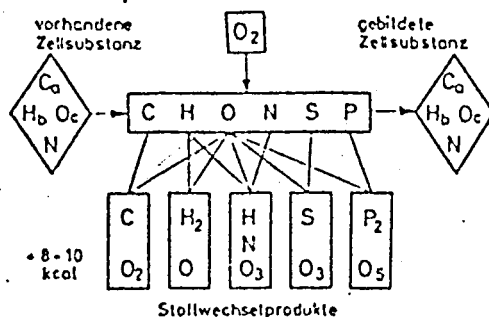 vorhandene
Zellsubstanz
O₂
gebildete
Zellsubstanz
Ca
Hb Oc
N
C H O N S P
Ca
Hb Oc
N
C
O₂
H₂
O
H
N
O₃
S
O₃
P₂
O₅
+ 8 - 10
kcal
Stoffwechselprodukte